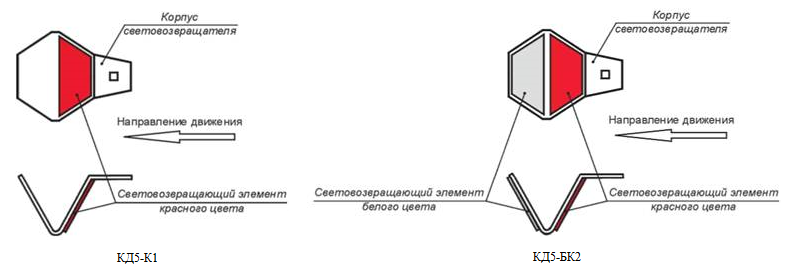 Корпус
световозвращателя
Направление движения
Световозвращающий элемент
красного цвета
КД5-К1
Корпус
световозвращателя
Направление движения
Световозвращающий элемент
белого цвета
Световозвращающий элемент
красного цвета
КД5-БК2